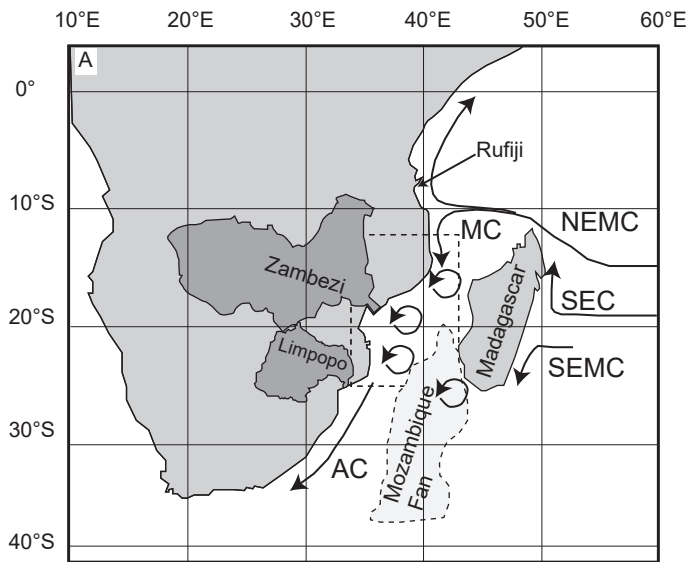 10°E 20°E 30°E 40°E 50°E 60°E
A
0°
Rufiji
10°S
MC
NEMC
Zambezi
Madagascar
SEC
20°S
Limpopo
SEMC
Mozambique
Fan
30°S
AC
40°S